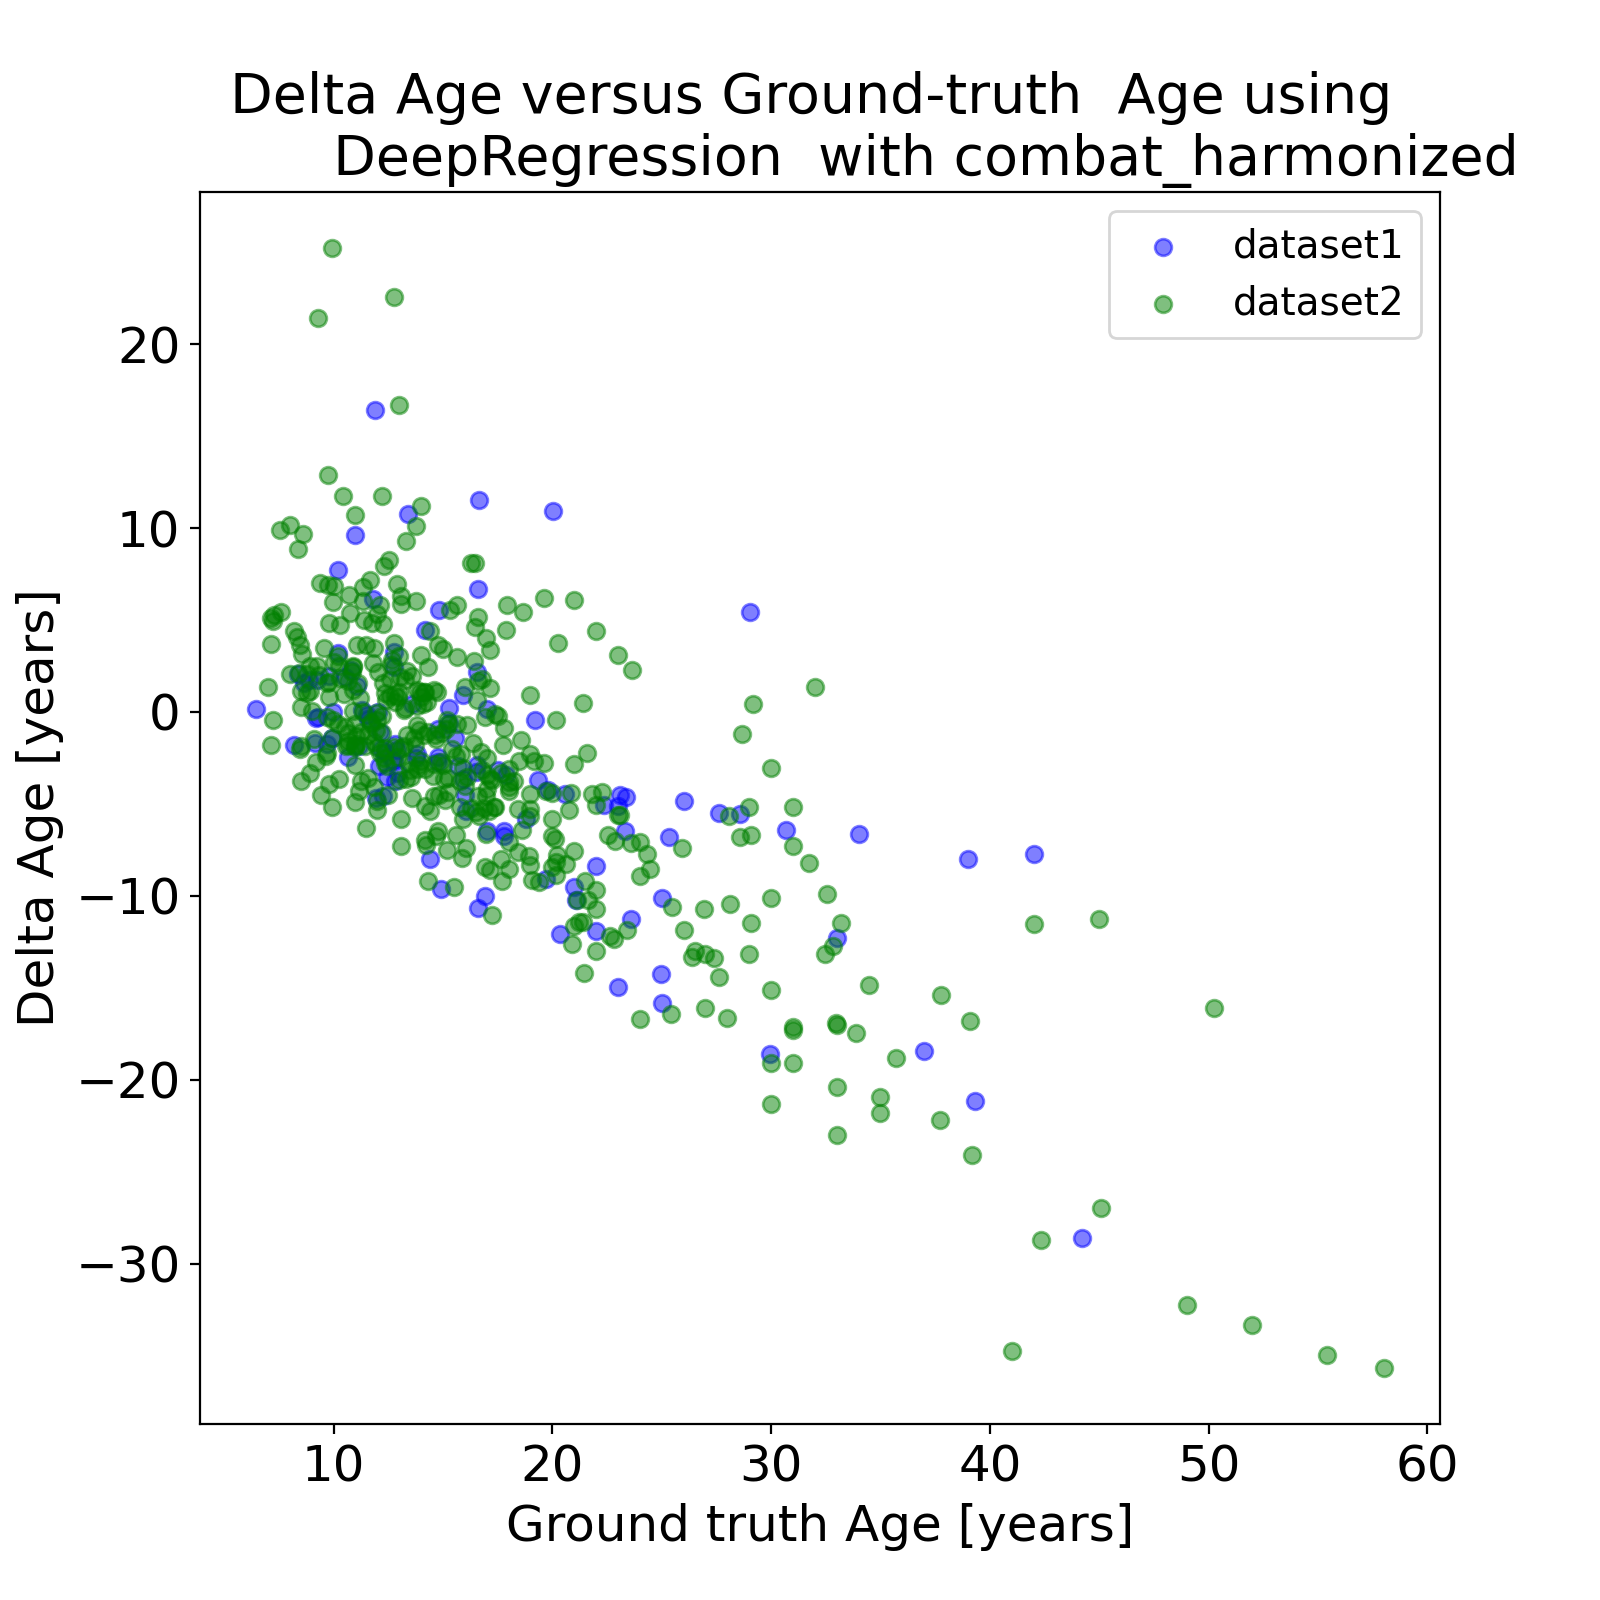 Delta Age versus Ground-truth  Age using
DeepRegression  with combat_harmonized
dataset1
dataset2
Delta Age [years]
20
10
0
−10
−20
−30
10 20 30 40 50 60
Ground truth Age [years]